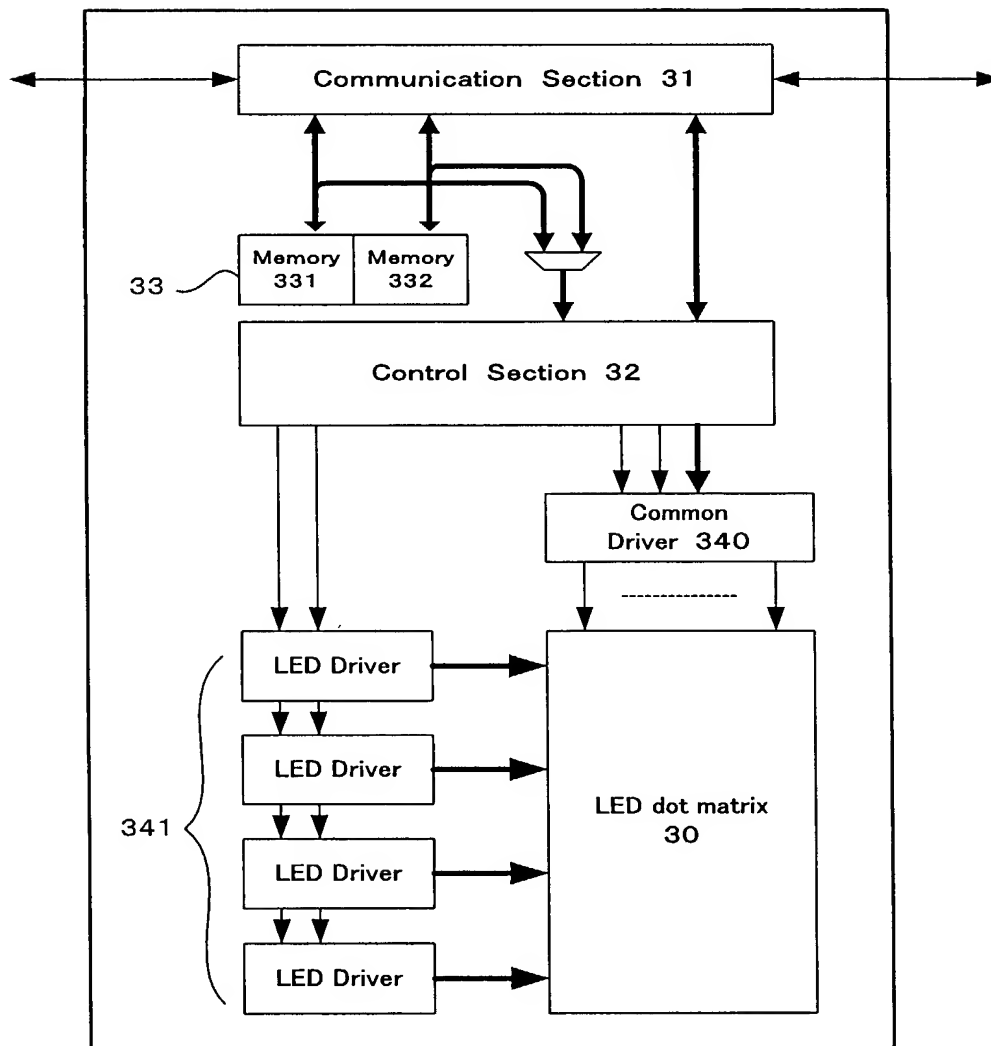 Communication Section 31
Memory
331
Memory
332
33
Control Section 32
Common
Driver 340
LED Driver
LED Driver
LED dot matrix
30
341
LED Driver
LED Driver